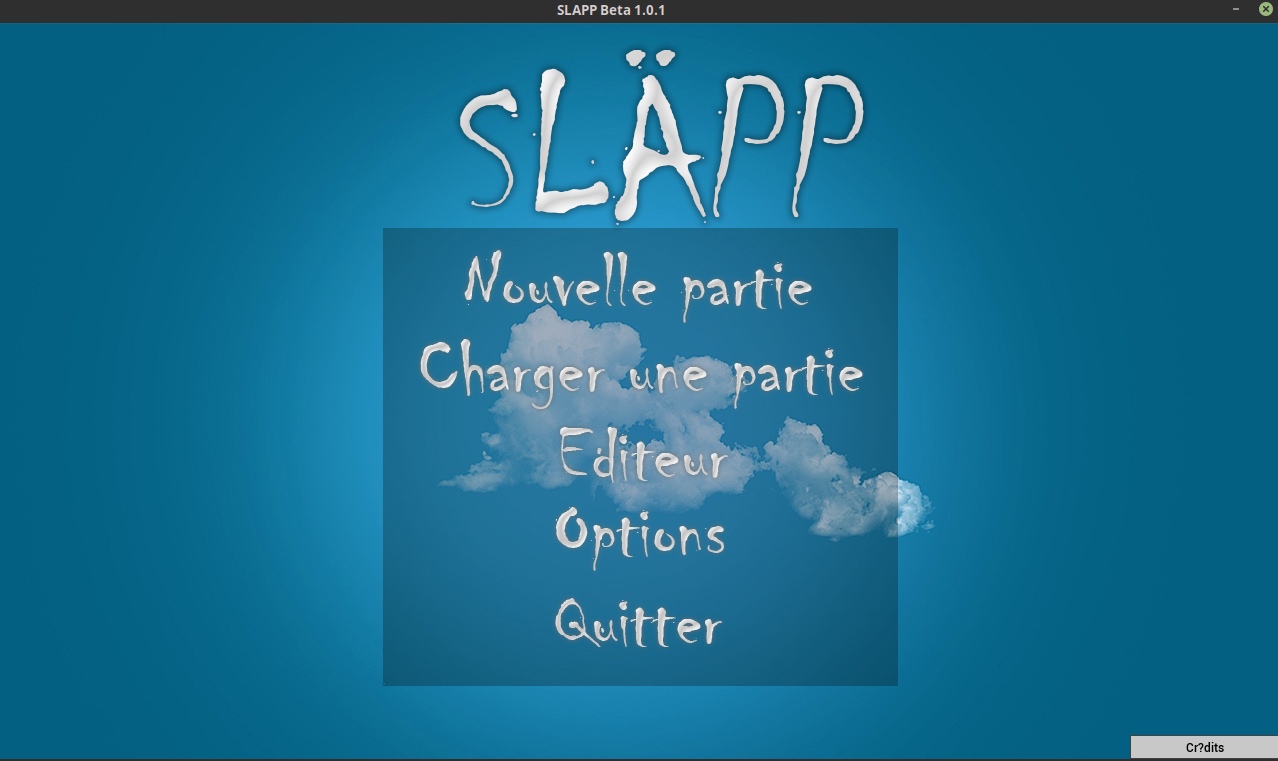 SLAPP Beta 1.0.1
SLÄPP
Nouvelle partie
Charger une partie
Editeur
Options
Quitter
Cr?dits